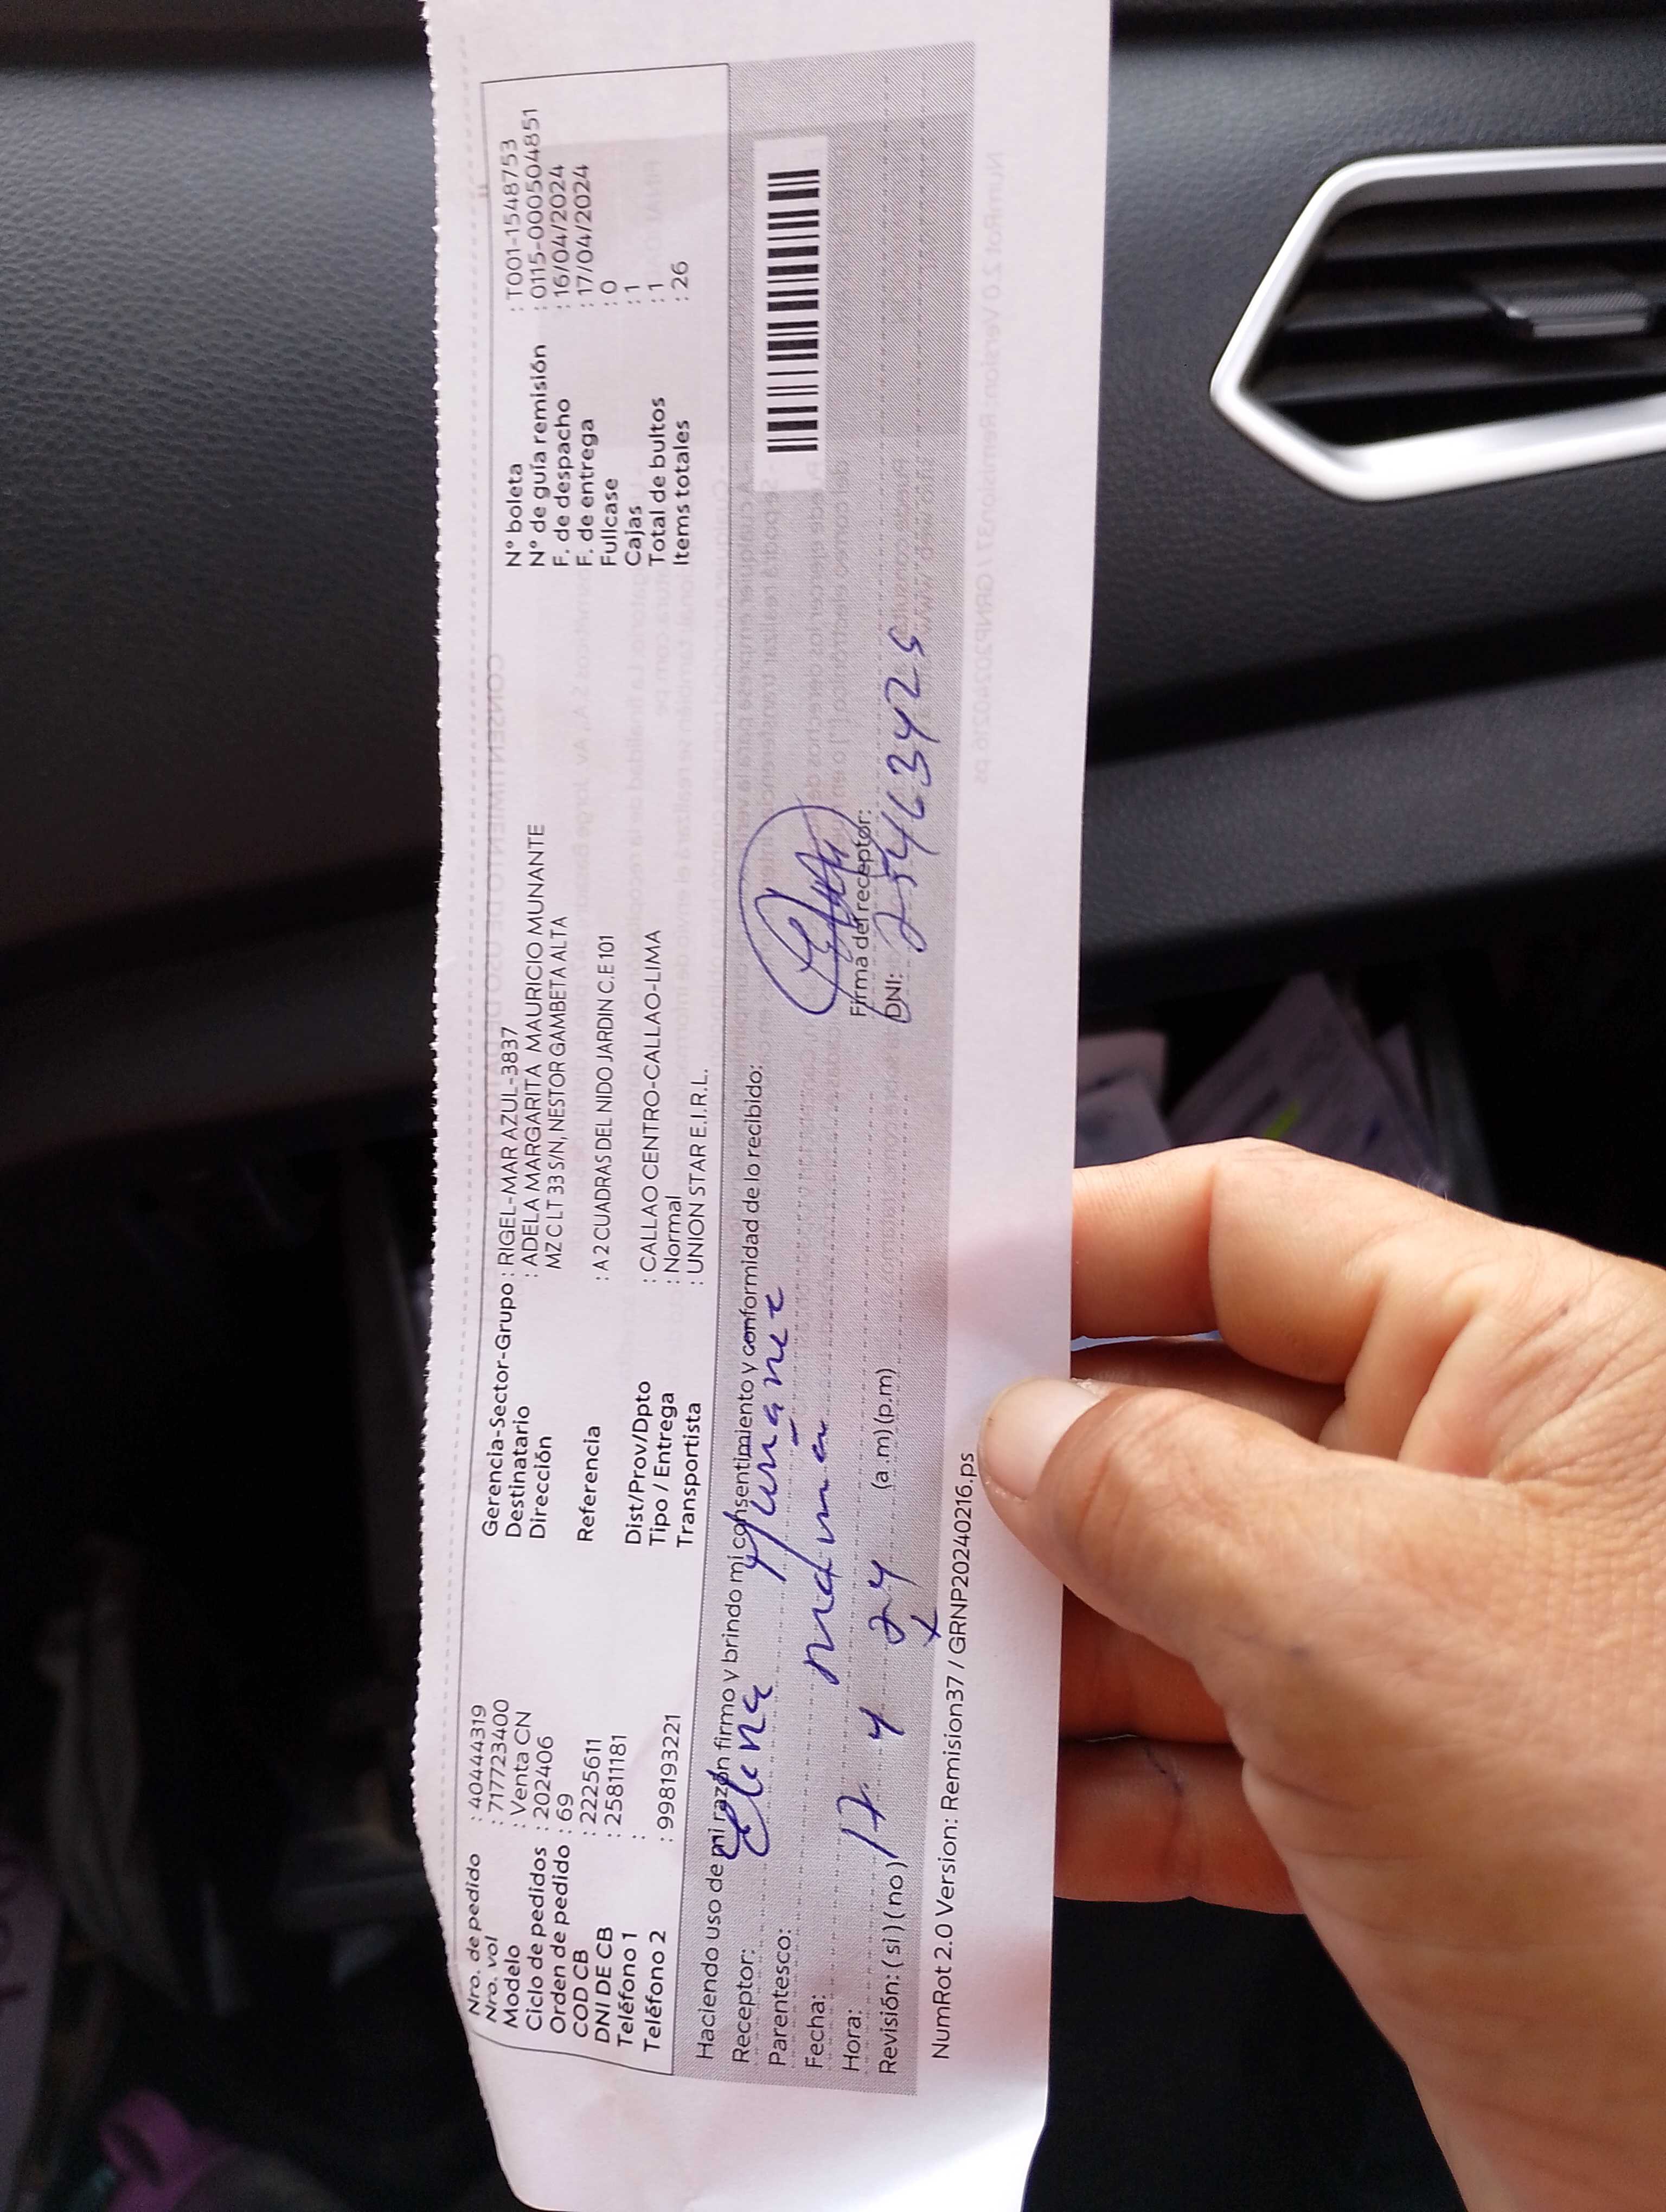 Nro. de pedido : 40444319
Nro. vol : 717723400
Modelo : Venta CN
Ciclo de pedidos : 202406
Orden de pedido : 69
COD CB : 2225611
DNI DE CB : 25811181
Teléfono 1 :
Teléfono 2 : 998193221
Gerencia-Sector-Grupo : RIGEL-MAR AZUL-3837
Destinatario : ADELA MARGARITA MAURICIO MUNANTE
Dirección MZ C LT 33 S/N, NESTOR GAMBETA ALTA
Referencia : A 2 CUADRAS DEL NIDO JARDIN C.E 101
Dist/Prov/Dpto : CALLAO CENTRO-CALLAO-LIMA
Tipo / Entrega : Normal
Transportista : UNION STAR E.I.R.L.
N° boleta : T001-1548753
N° de guía remisión : 0115-000504851
F. de despacho : 16/04/2024
F. de entrega : 17/04/2024
Fullcase : 0
Cajas : 1
Total de bultos : 1
Items totales : 26
Haciendo uso de mi razón firmo y brindo mi consentimiento y conformidad de lo recibido:
Receptor: Elena Muñante
Parentesco: mamá
Fecha: 17 4 24
Hora: (a.m) (p.m)
Revisión: ( si ) ( no )
Firma del receptor:
DNI: 25463425
NumRot 2.0 Version: Remision37 / GRNP20240216.ps